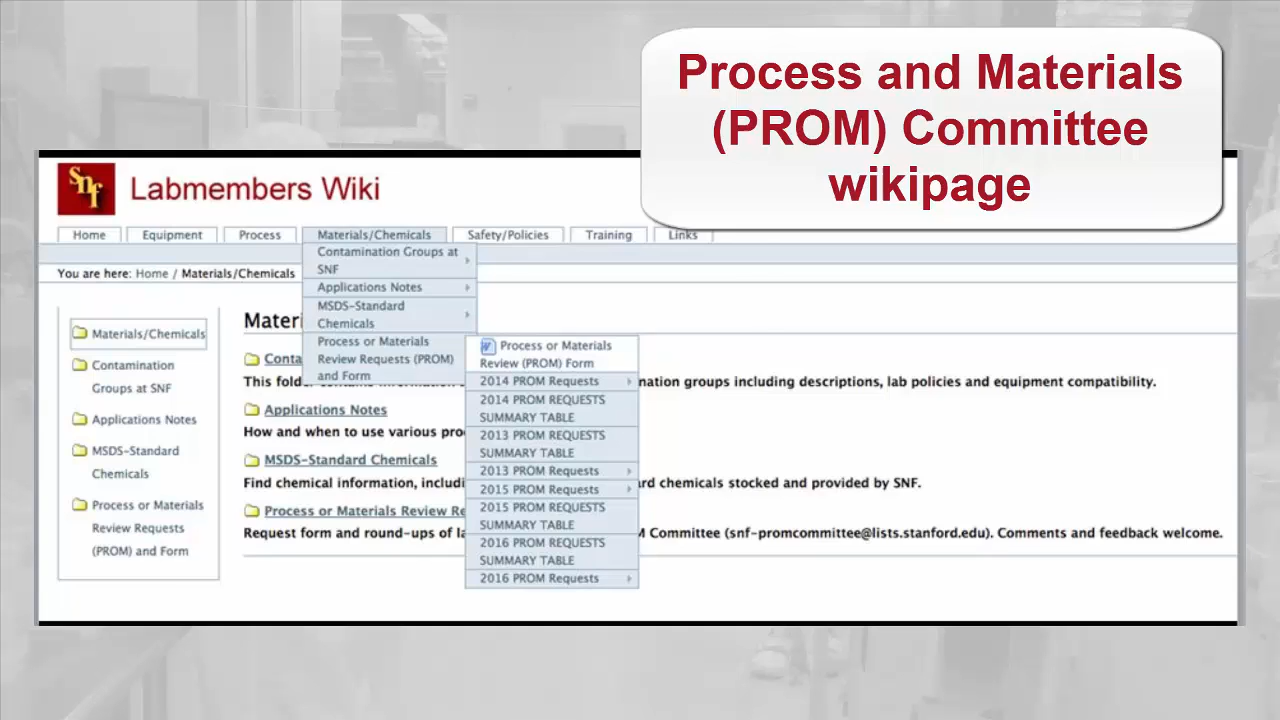 Process and Materials
(PROM) Committee
wikipage
snf
Labmembers Wiki
Home Equipment Process Materials/Chemicals Safety/Policies Training Links
You are here: Home / Materials/Chemicals
Contamination Groups at
SNF
Applications Notes
MSDS-Standard
Chemicals
Process or Materials
Review Requests (PROM)
and Form
Process or Materials
Review (PROM) Form
2014 PROM Requests
2014 PROM REQUESTS
SUMMARY TABLE
2013 PROM REQUESTS
SUMMARY TABLE
2013 PROM Requests
2015 PROM Requests
2015 PROM REQUESTS
SUMMARY TABLE
2016 PROM REQUESTS
SUMMARY TABLE
2016 PROM Requests
Materials/Chemicals
Contamination
Groups at SNF
Applications Notes
MSDS-Standard
Chemicals
Process or Materials
Review Requests
(PROM) and Form
Materi
Conta
This folder contains information nation groups including descriptions, lab policies and equipment compatibility.
Applications Notes
How and when to use various pro
MSDS-Standard Chemicals
Find chemical information, includi rd chemicals stocked and provided by SNF.
Process or Materials Review Re
Request form and round-ups of la M Committee (snf-promcommittee@lists.stanford.edu). Comments and feedback welcome.